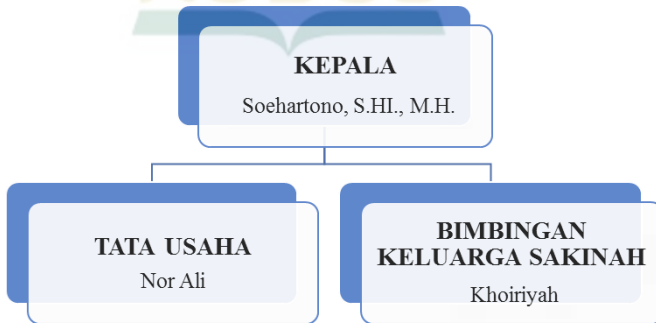 KEPALA
Soehartono, S.HI., M.H.
TATA USAHA
Nor Ali
BIMBINGAN
KELUARGA SAKINAH
Khoiriyah